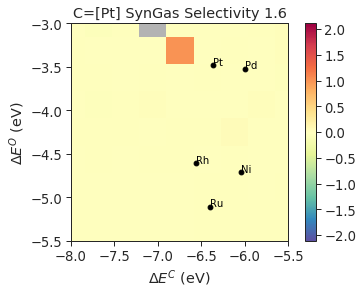 C=[Pt] SynGas Selectivity 1.6
−3.0
−3.5
−4.0
−4.5
−5.0
−5.5
ΔE^O (eV)
Pt
Pd
Rh
Ni
Ru
−8.0 −7.5 −7.0 −6.5 −6.0 −5.5
ΔE^C (eV)
2.0
1.5
1.0
0.5
0.0
−0.5
−1.0
−1.5
−2.0